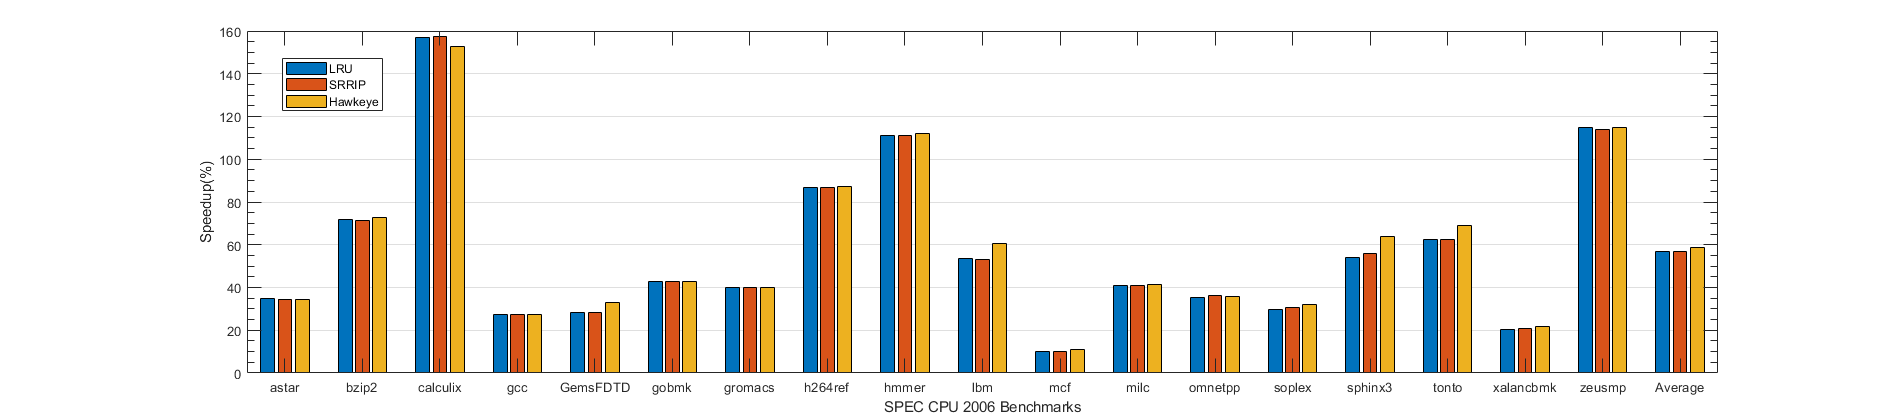 160
140
120
100
80
60
40
20
0
Speedup(%)
LRU
SRRIP
Hawkeye
astar bzip2 calculix gcc GemsFDTD gobmk gromacs h264ref hmmer lbm mcf milc omnetpp soplex sphinx3 tonto xalancbmk zeusmp Average
SPEC CPU 2006 Benchmarks